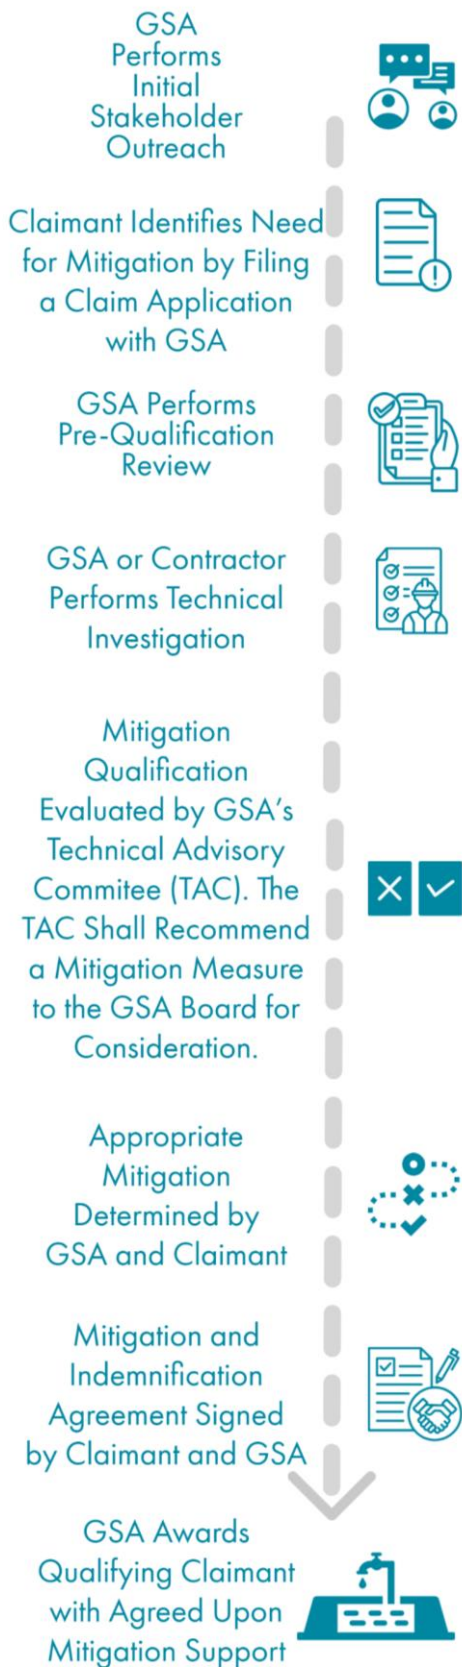 GSA
Performs
Initial
Stakeholder
Outreach
Claimant Identifies Need
for Mitigation by Filing
a Claim Application
with GSA
GSA Performs
Pre-Qualification
Review
GSA or Contractor
Performs Technical
Investigation
Mitigation
Qualification
Evaluated by GSA’s
Technical Advisory
Commitee (TAC). The
TAC Shall Recommend
a Mitigation Measure
to the GSA Board for
Consideration.
Appropriate
Mitigation
Determined by
GSA and Claimant
Mitigation and
Indemnification
Agreement Signed
by Claimant and GSA
GSA Awards
Qualifying Claimant
with Agreed Upon
Mitigation Support